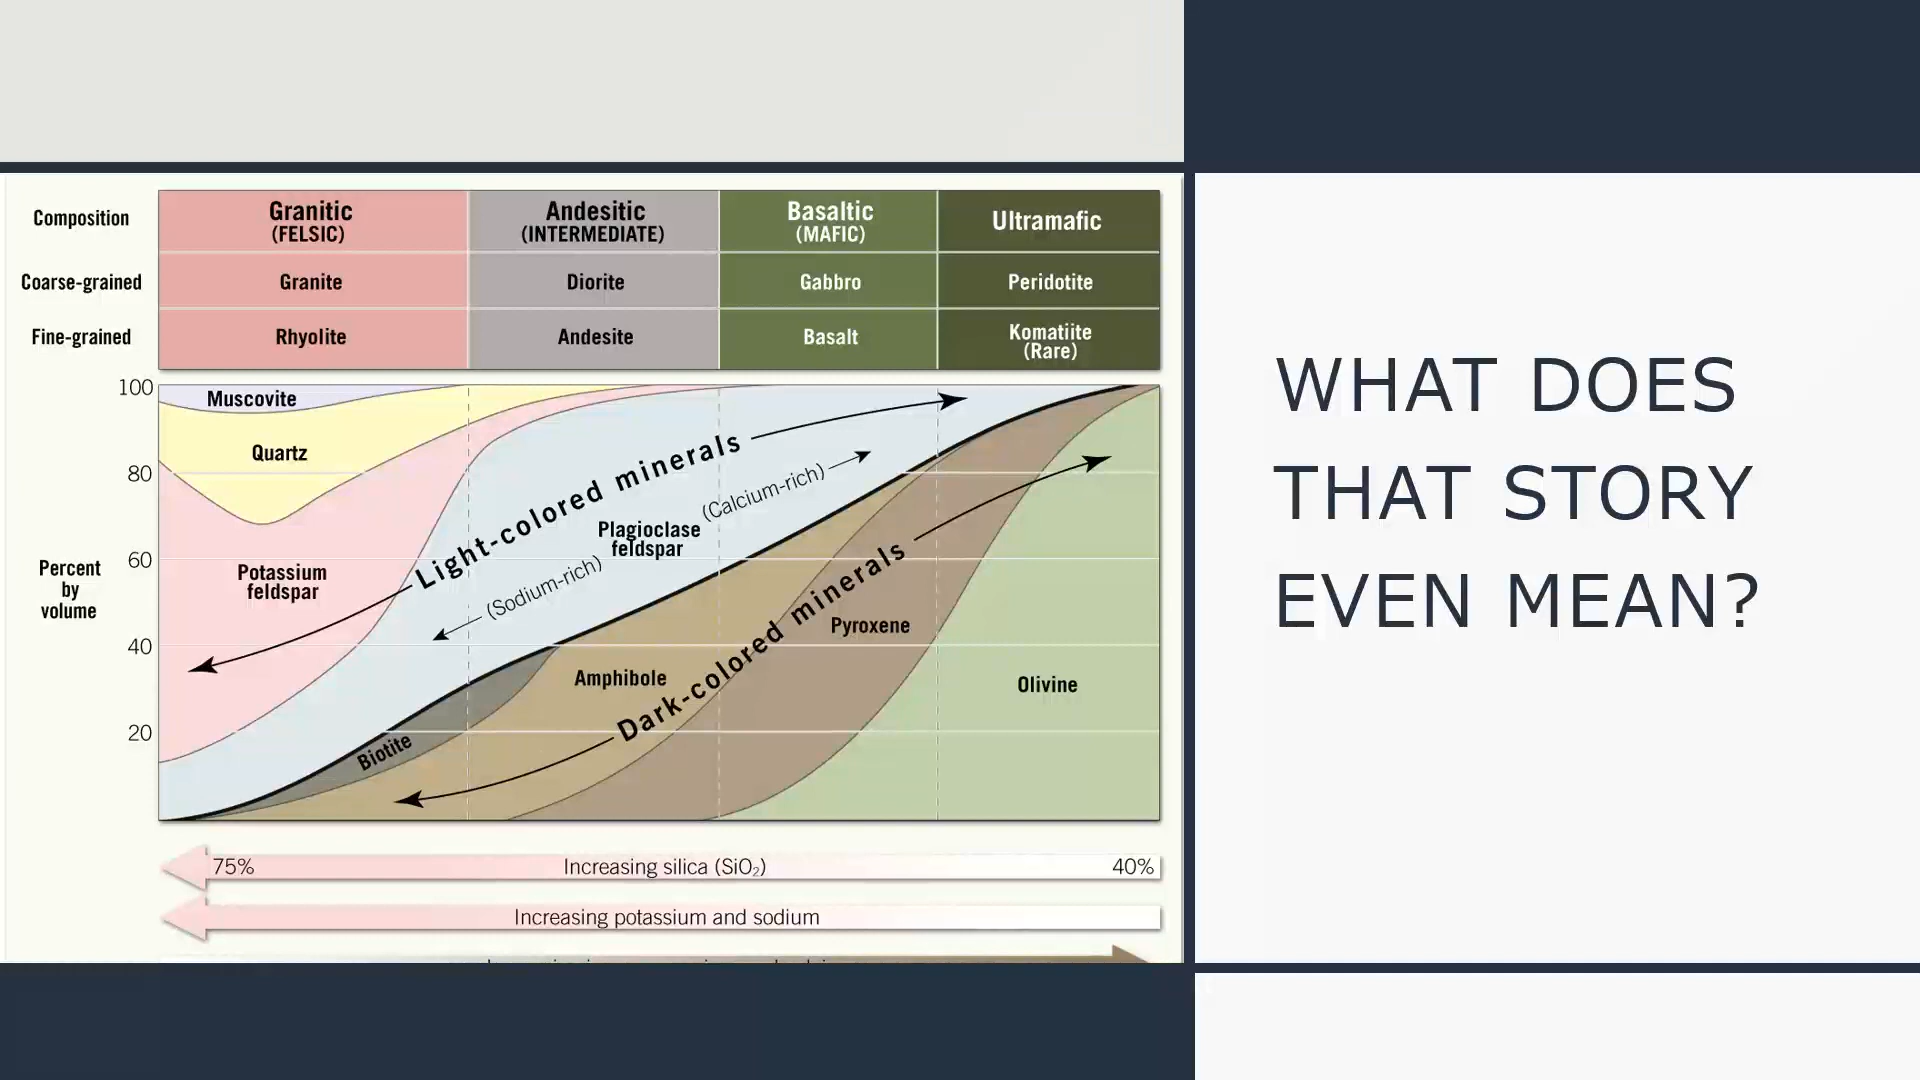 Composition
Granitic
(FELSIC)
Andesitic
(INTERMEDIATE)
Basaltic
(MAFIC)
Ultramafic
Coarse-grained
Granite
Diorite
Gabbro
Peridotite
Fine-grained
Rhyolite
Andesite
Basalt
Komatiite
(Rare)
100
80
60
40
20
Percent
by
volume
Muscovite
Quartz
Potassium
feldspar
Light-colored minerals
Plagioclase
feldspar
(Calcium-rich)
(Sodium-rich)
Dark-colored minerals
Biotite
Amphibole
Pyroxene
Olivine
75%
Increasing silica (SiO₂)
40%
Increasing potassium and sodium
WHAT DOES
THAT STORY
EVEN MEAN?